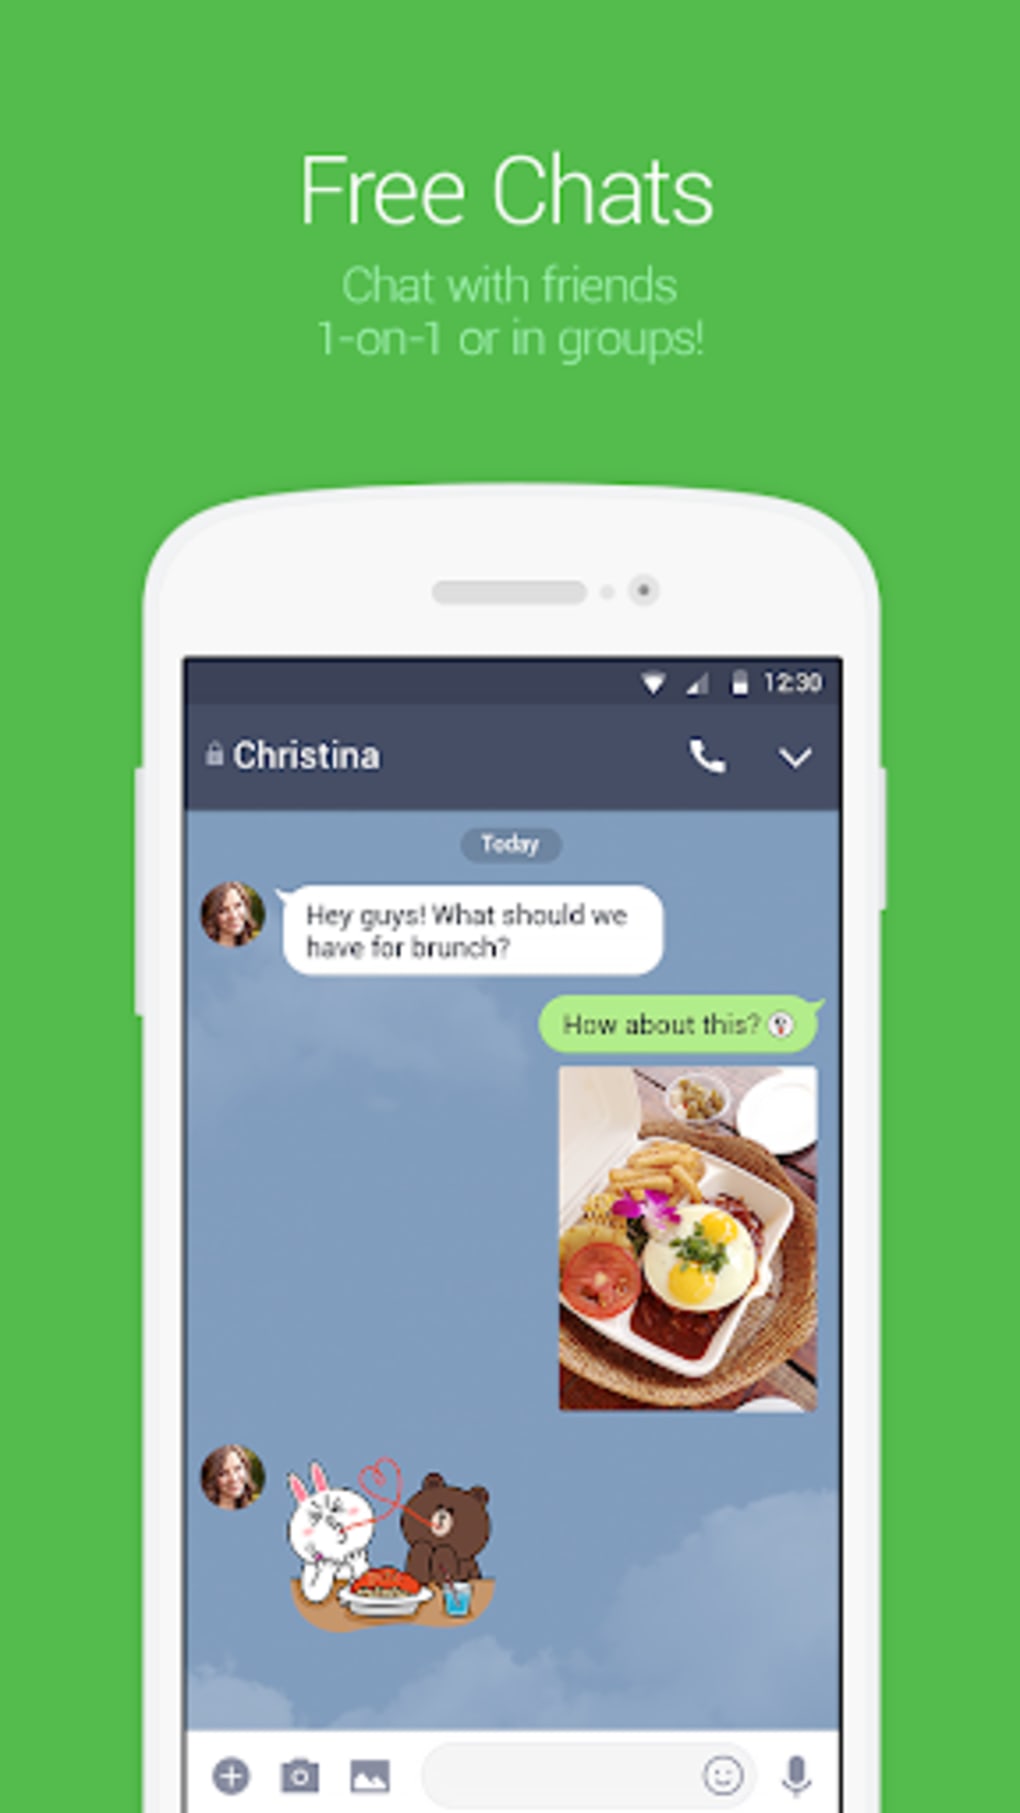 Free Chats
Chat with friends
1-on-1 or in groups!
12:30
Christina
Today
Hey guys! What should we
have for brunch?
How about this?